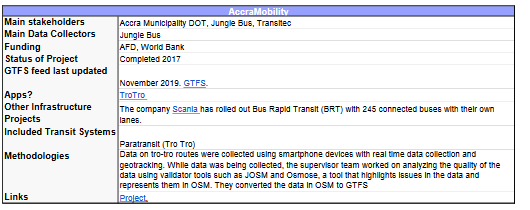 AccraMobility
Main stakeholders Accra Municipality DOT, Jungle Bus, Transitec
Main Data Collectors Jungle Bus
Funding AFD, World Bank
Status of Project Completed 2017
GTFS feed last updated
November 2019. GTFS.
Apps? TroTro
Other Infrastructure The company Scania has rolled out Bus Rapid Transit (BRT) with 245 connected buses with their own
Projects lanes.
Included Transit Systems
Paratransit (Tro Tro)
Methodologies Data on tro-tro routes were collected using smartphone devices with real time data collection and
geotracking. While data was being collected, the supervisor team worked on analyzing the quality of the
data using validator tools such as JOSM and Osmose, a tool that highlights issues in the data and
represents them in OSM. They converted the data in OSM to GTFS
Links Project.